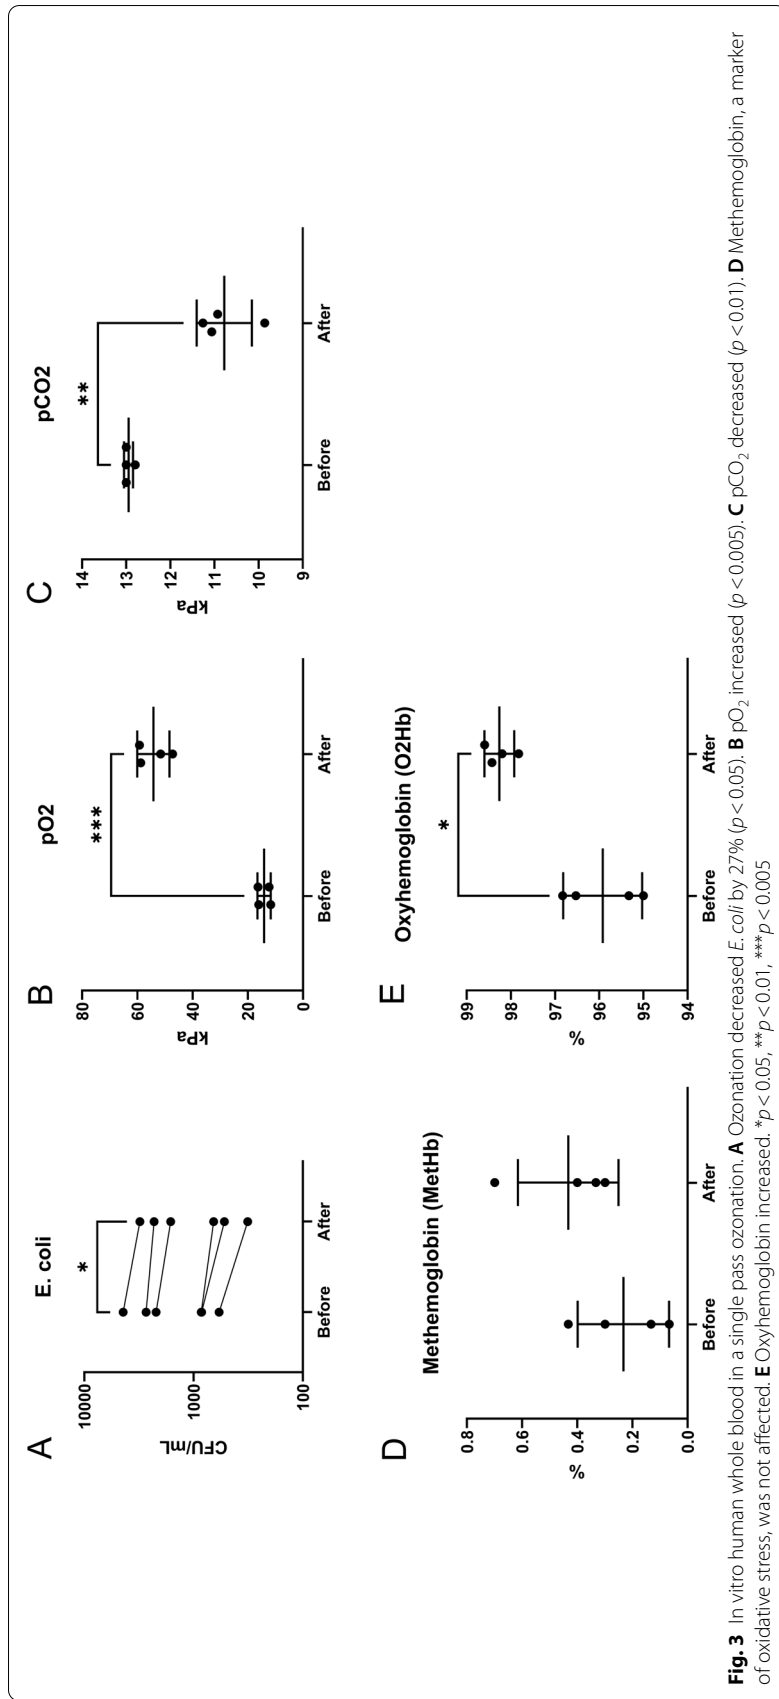 A
E. coli
*
10000
1000
100
CFU/mL
Before
After
B
pO2
***
80
60
40
20
0
kPa
Before
After
C
pCO2
**
14
13
12
11
10
9
kPa
Before
After
D
Methemoglobin (MetHb)
0.8
0.6
0.4
0.2
0.0
%
Before
After
E
Oxyhemoglobin (O2Hb)
*
99
98
97
96
95
94
%
Before
After
Fig. 3 In vitro human whole blood in a single pass ozonation. A Ozonation decreased E. coli by 27% (p < 0.05). B pO2 increased (p < 0.005). C pCO2 decreased (p < 0.01). D Methemoglobin, a marker
of oxidative stress, was not affected. E Oxyhemoglobin increased. *p < 0.05, **p < 0.01, ***p < 0.005